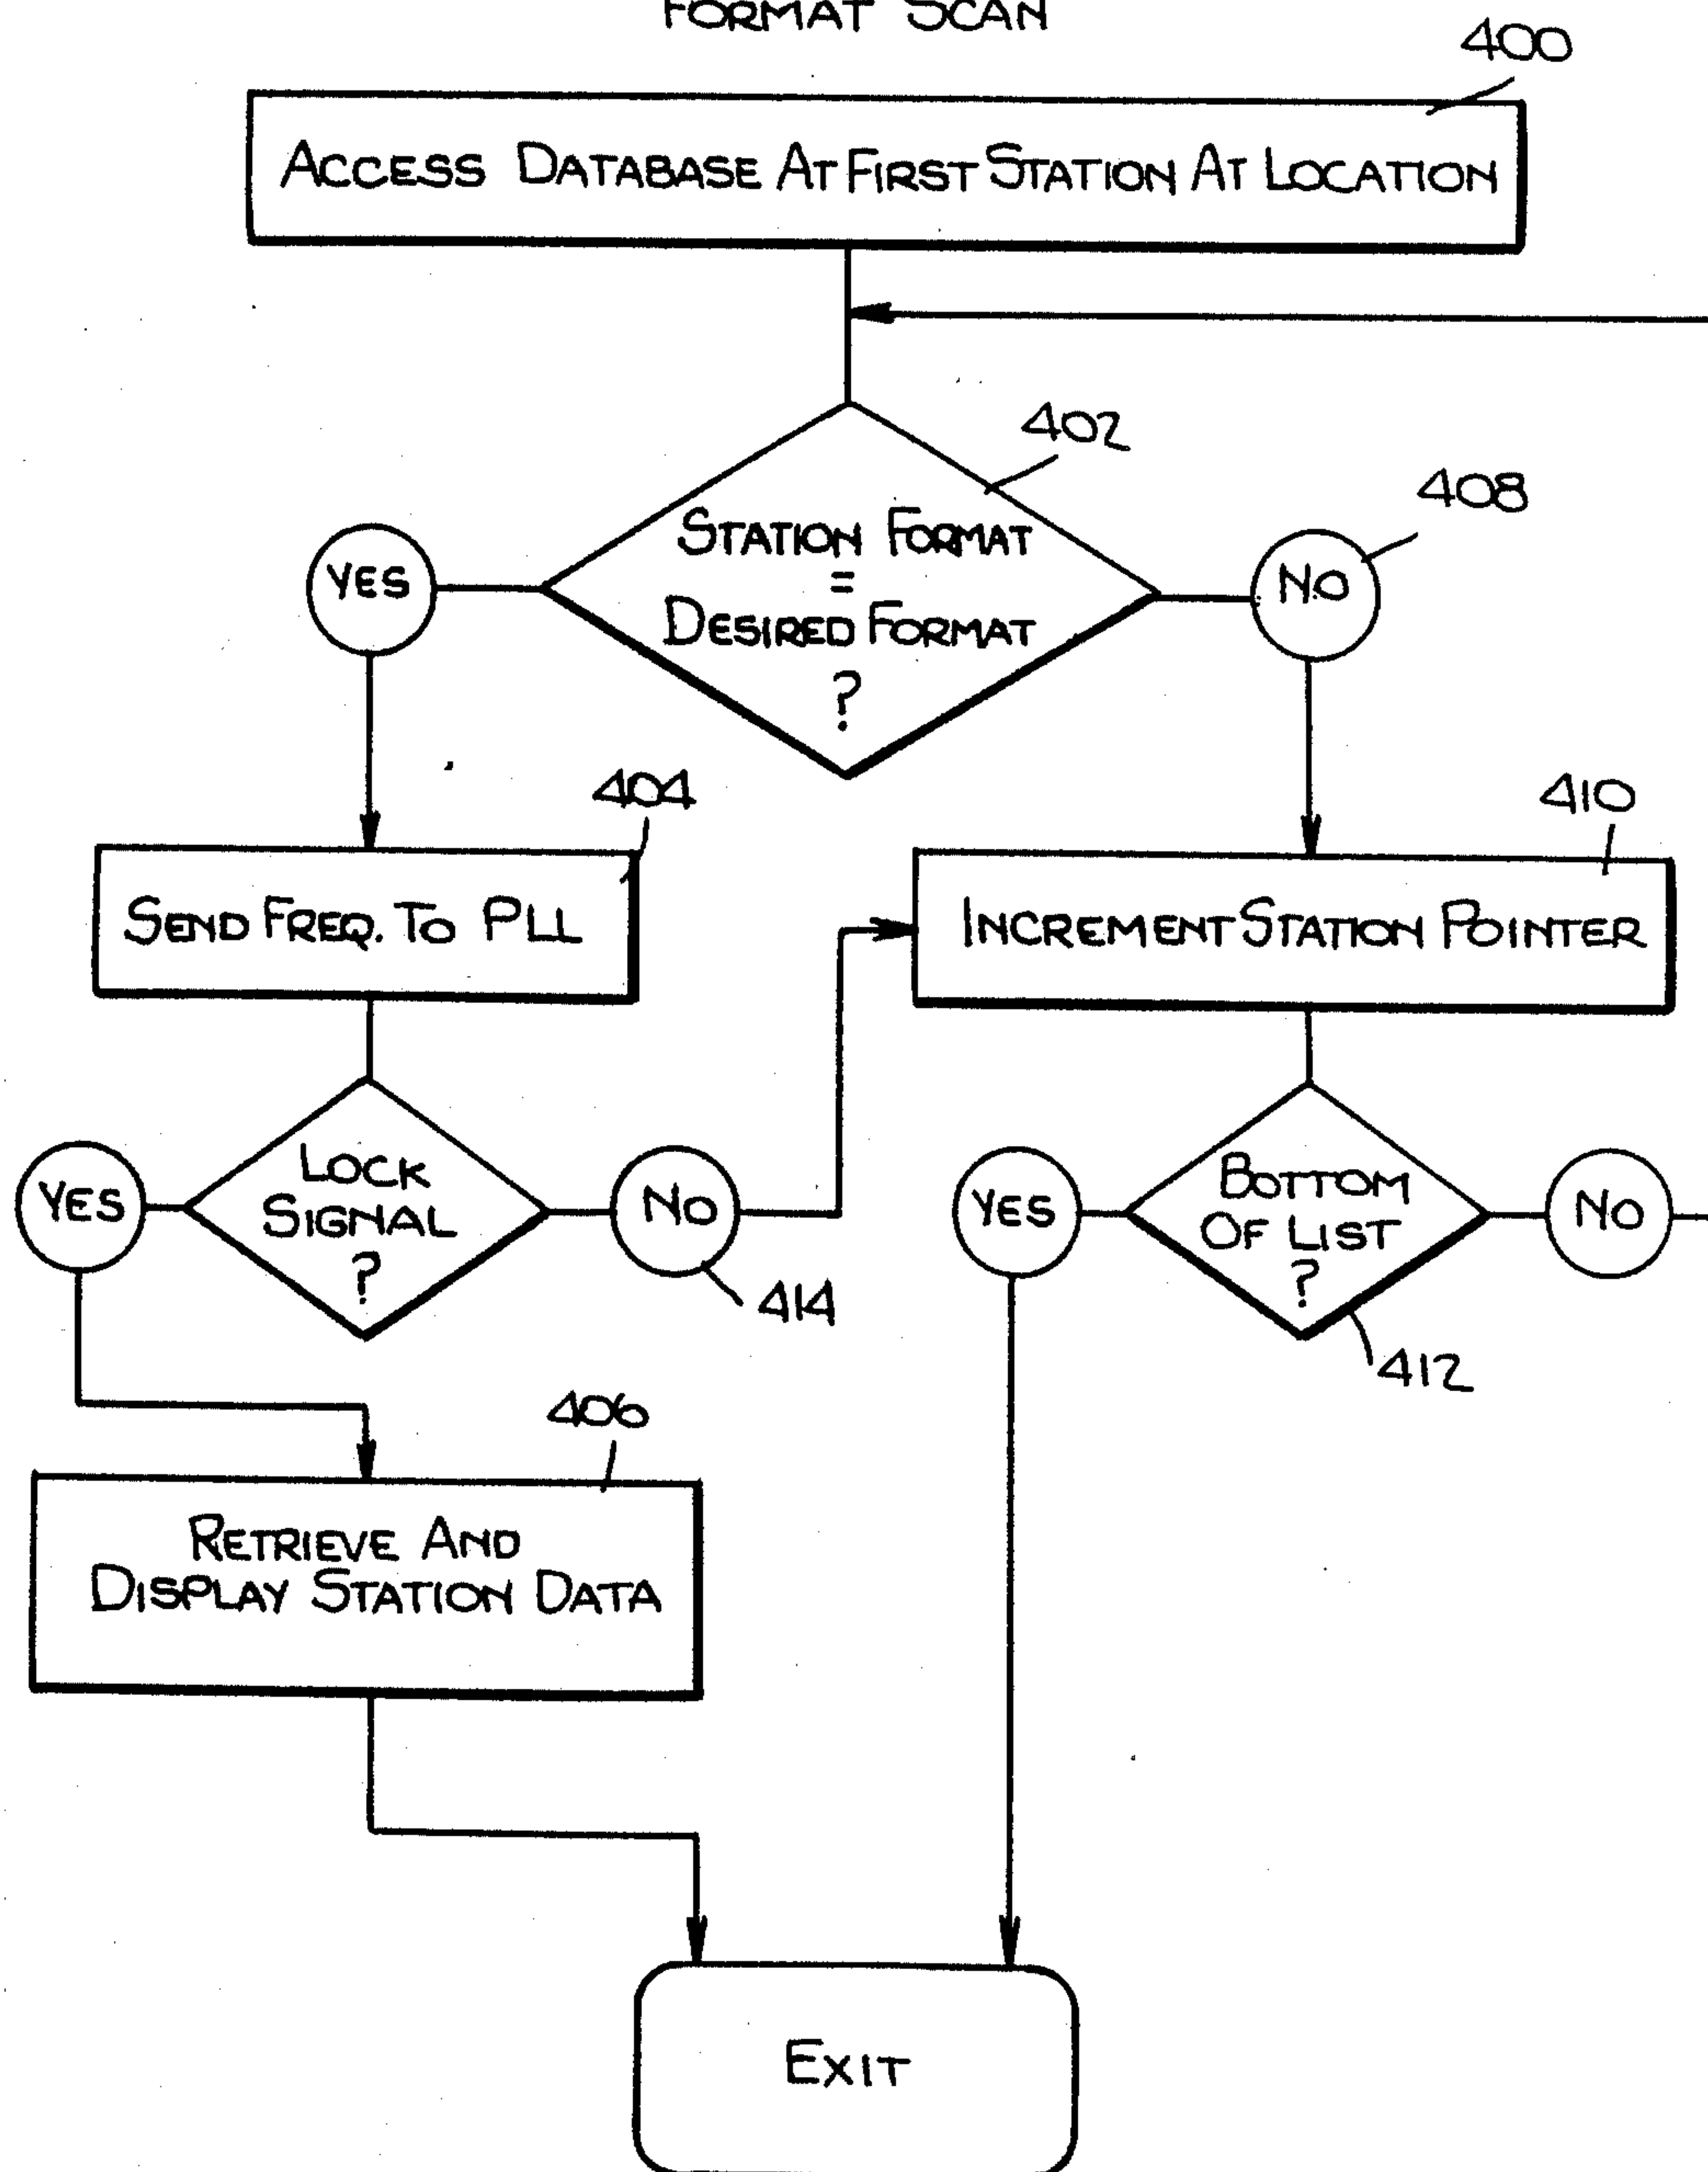 FORMAT SCAN
400
ACCESS DATABASE AT FIRST STATION AT LOCATION
402
408
YES
STATION FORMAT
=
DESIRED FORMAT
?
NO
404
410
SEND FREQ. TO PLL
INCREMENT STATION POINTER
YES
LOCK
SIGNAL
?
NO
414
YES
BOTTOM
OF LIST
?
NO
412
406
RETRIEVE AND
DISPLAY STATION DATA
EXIT